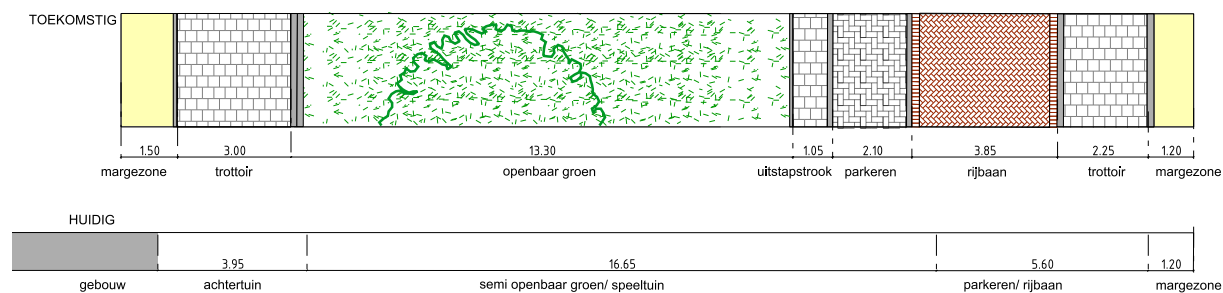 TOEKOMSTIG
1.50 3.00 13.30 1.05 2.10 3.85 2.25 1.20
margezone trottoir openbaar groen uitstapstrook parkeren rijbaan trottoir margezone
HUIDIG
3.95 16.65 5.60 1.20
gebouw achtertuin semi openbaar groen/ speeltuin parkeren/ rijbaan margezone